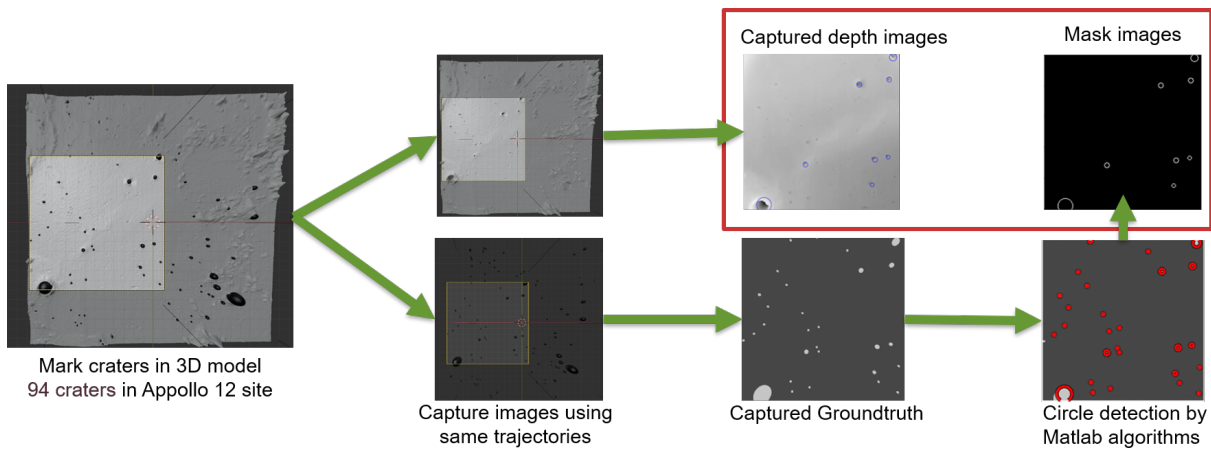 Captured depth images
Mask images
Mark craters in 3D model
94 craters in Appollo 12 site
Capture images using
same trajectories
Captured Groundtruth
Circle detection by
Matlab algorithms